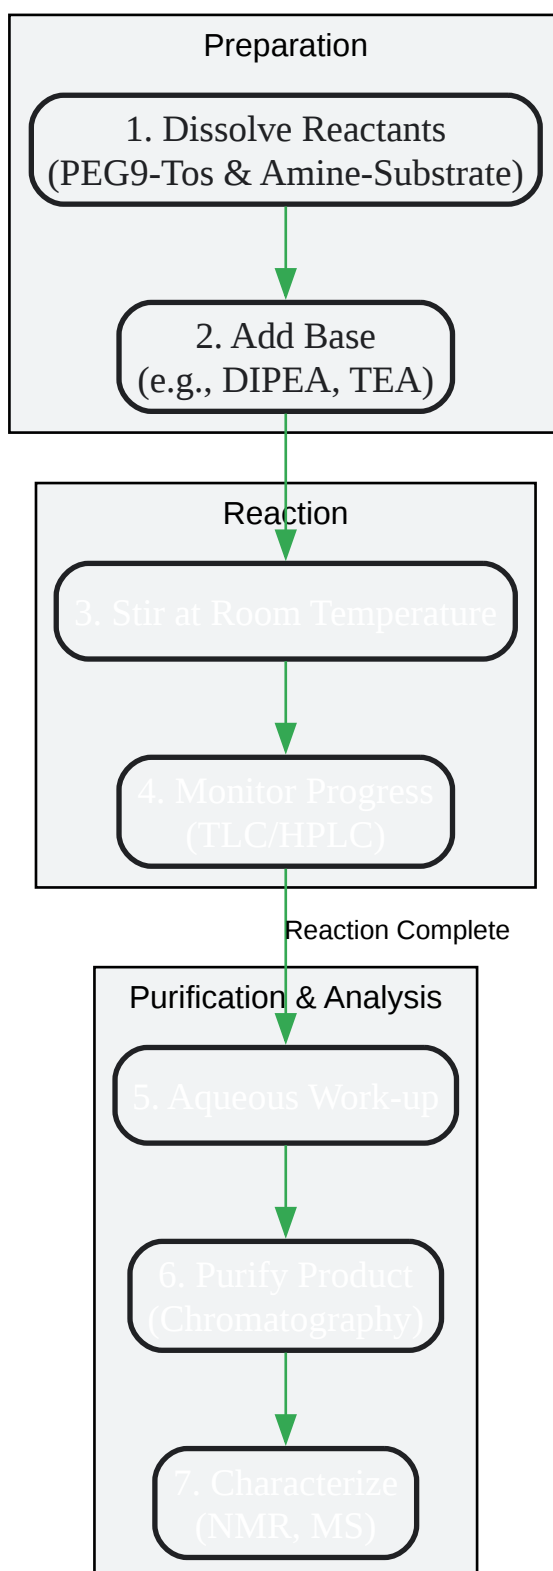 Preparation
1. Dissolve Reactants
(PEG9-Tos & Amine-Substrate)
2. Add Base
(e.g., DIPEA, TEA)
Reaction
3. Stir at Room Temperature
4. Monitor Progress
(TLC/HPLC)
Reaction Complete
Purification & Analysis
5. Aqueous Work-up
6. Purify Product
(Chromatography)
7. Characterize
(NMR, MS)